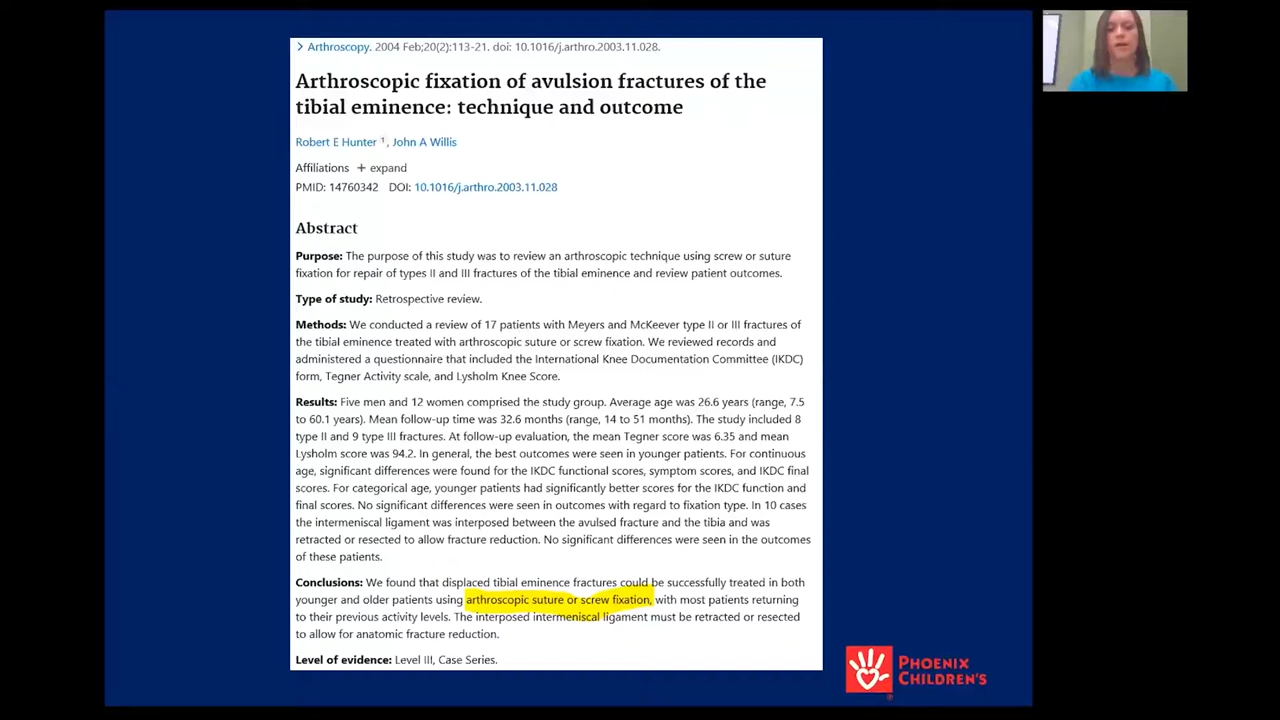 > Arthroscopy. 2004 Feb;20(2):113-21. doi: 10.1016/j.arthro.2003.11.028.
Arthroscopic fixation of avulsion fractures of the
tibial eminence: technique and outcome
Robert E Hunter 1, John A Willis
Affiliations + expand
PMID: 14760342 DOI: 10.1016/j.arthro.2003.11.028
Abstract
Purpose: The purpose of this study was to review an arthroscopic technique using screw or suture
fixation for repair of types II and III fractures of the tibial eminence and review patient outcomes.
Type of study: Retrospective review.
Methods: We conducted a review of 17 patients with Meyers and McKeever type II or III fractures of
the tibial eminence treated with arthroscopic suture or screw fixation. We reviewed records and
administered a questionnaire that included the International Knee Documentation Committee (IKDC)
form, Tegner Activity scale, and Lysholm Knee Score.
Results: Five men and 12 women comprised the study group. Average age was 26.6 years (range, 7.5
to 60.1 years). Mean follow-up time was 32.6 months (range, 14 to 51 months). The study included 8
type II and 9 type III fractures. At follow-up evaluation, the mean Tegner score was 6.35 and mean
Lysholm score was 94.2. In general, the best outcomes were seen in younger patients. For continuous
age, significant differences were found for the IKDC functional scores, symptom scores, and IKDC final
scores. For categorical age, younger patients had significantly better scores for the IKDC function and
final scores. No significant differences were seen in outcomes with regard to fixation type. In 10 cases
the intermeniscal ligament was interposed between the avulsed fracture and the tibia and was
retracted or resected to allow fracture reduction. No significant differences were seen in the outcomes
of these patients.
Conclusions: We found that displaced tibial eminence fractures could be successfully treated in both
younger and older patients using arthroscopic suture or screw fixation, with most patients returning
to their previous activity levels. The interposed intermeniscal ligament must be retracted or resected
to allow for anatomic fracture reduction.
Level of evidence: Level III, Case Series.
PHOENIX
CHILDREN'S